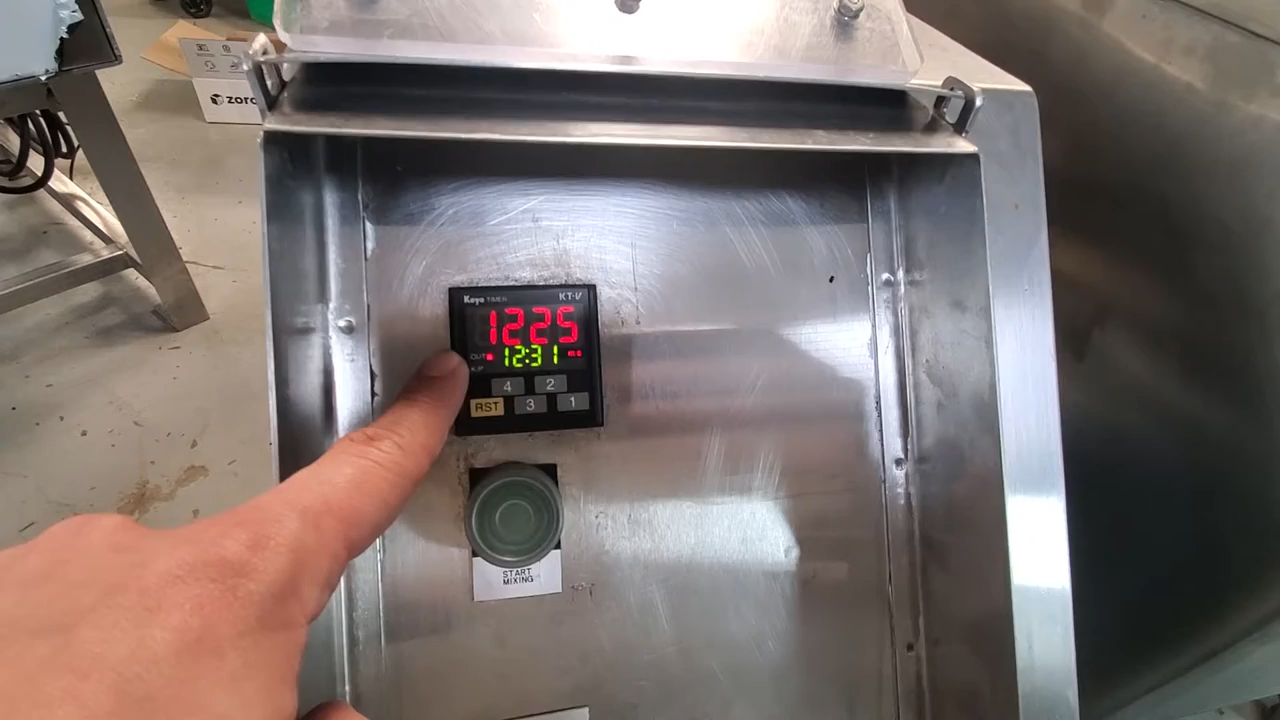 zoro
Koyo TIMER KT-V
1225
OUT 12:31
4 2
RST 3 1
START
MIXING